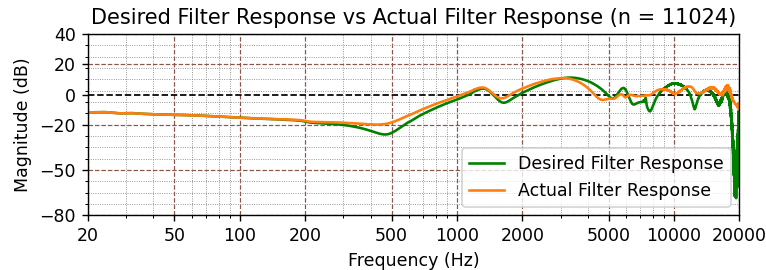 Desired Filter Response vs Actual Filter Response (n = 11024)
40
20
0
−20
−50
−80
Magnitude (dB)
Desired Filter Response
Actual Filter Response
20 50 100 200 500 1000 2000 5000 10000 20000
Frequency (Hz)